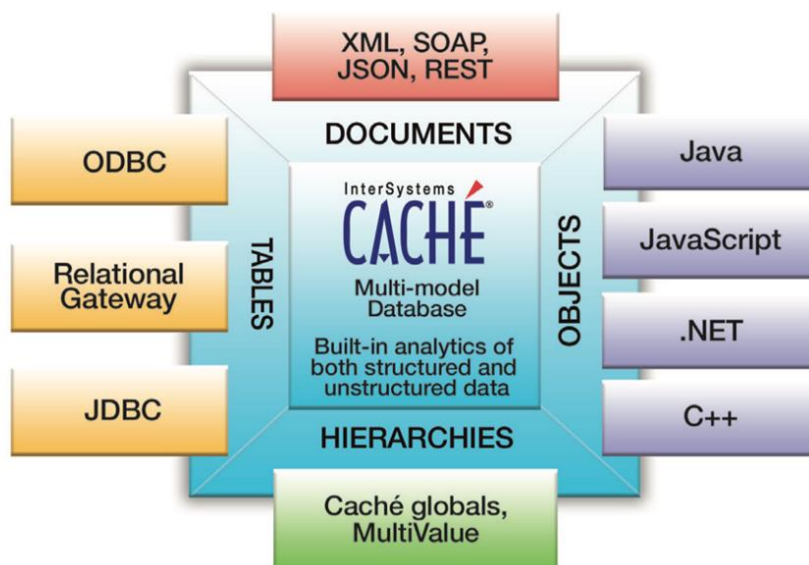 XML, SOAP,
JSON, REST
DOCUMENTS
ODBC
Relational
Gateway
JDBC
TABLES
InterSystems
CACHÉ®
Multi-model
Database
Built-in analytics of
both structured and
unstructured data
OBJECTS
Java
JavaScript
.NET
C++
HIERARCHIES
Caché globals,
MultiValue